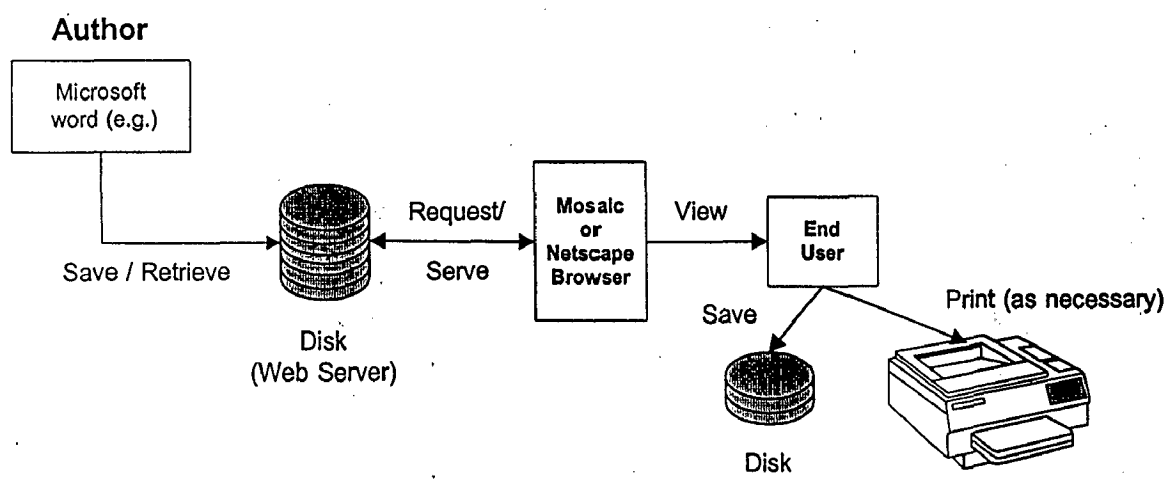 Author
Microsoft
word (e.g.)
Save / Retrieve
Disk
(Web Server)
Request/
Serve
Mosaic
or
Netscape
Browser
View
End
User
Save
Disk
Print (as necessary)